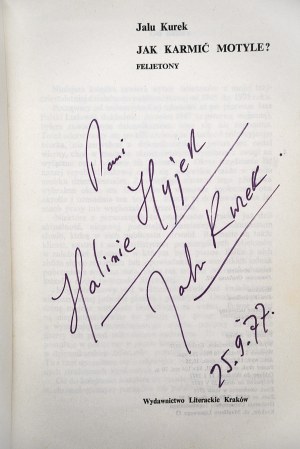 Jalu Kurek
JAK KARMIĆ MOTYLE?
FELIETONY
Pani
Halinie Hyjek
Jalu Kurek.
25.9.77.
Wydawnictwo Literackie Kraków